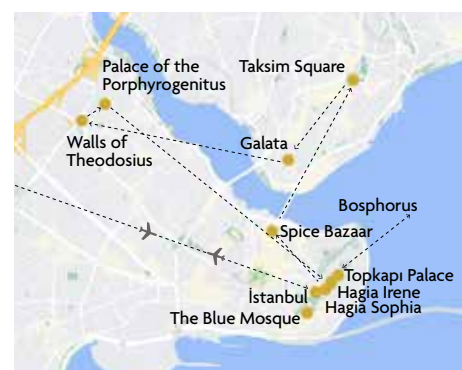 Palace of the
Porphyrogenitus
Taksim Square
Walls of
Theodosius
Galata
Bosphorus
Spice Bazaar
Topkapı Palace
Hagia Irene
İstanbul
Hagia Sophia
The Blue Mosque